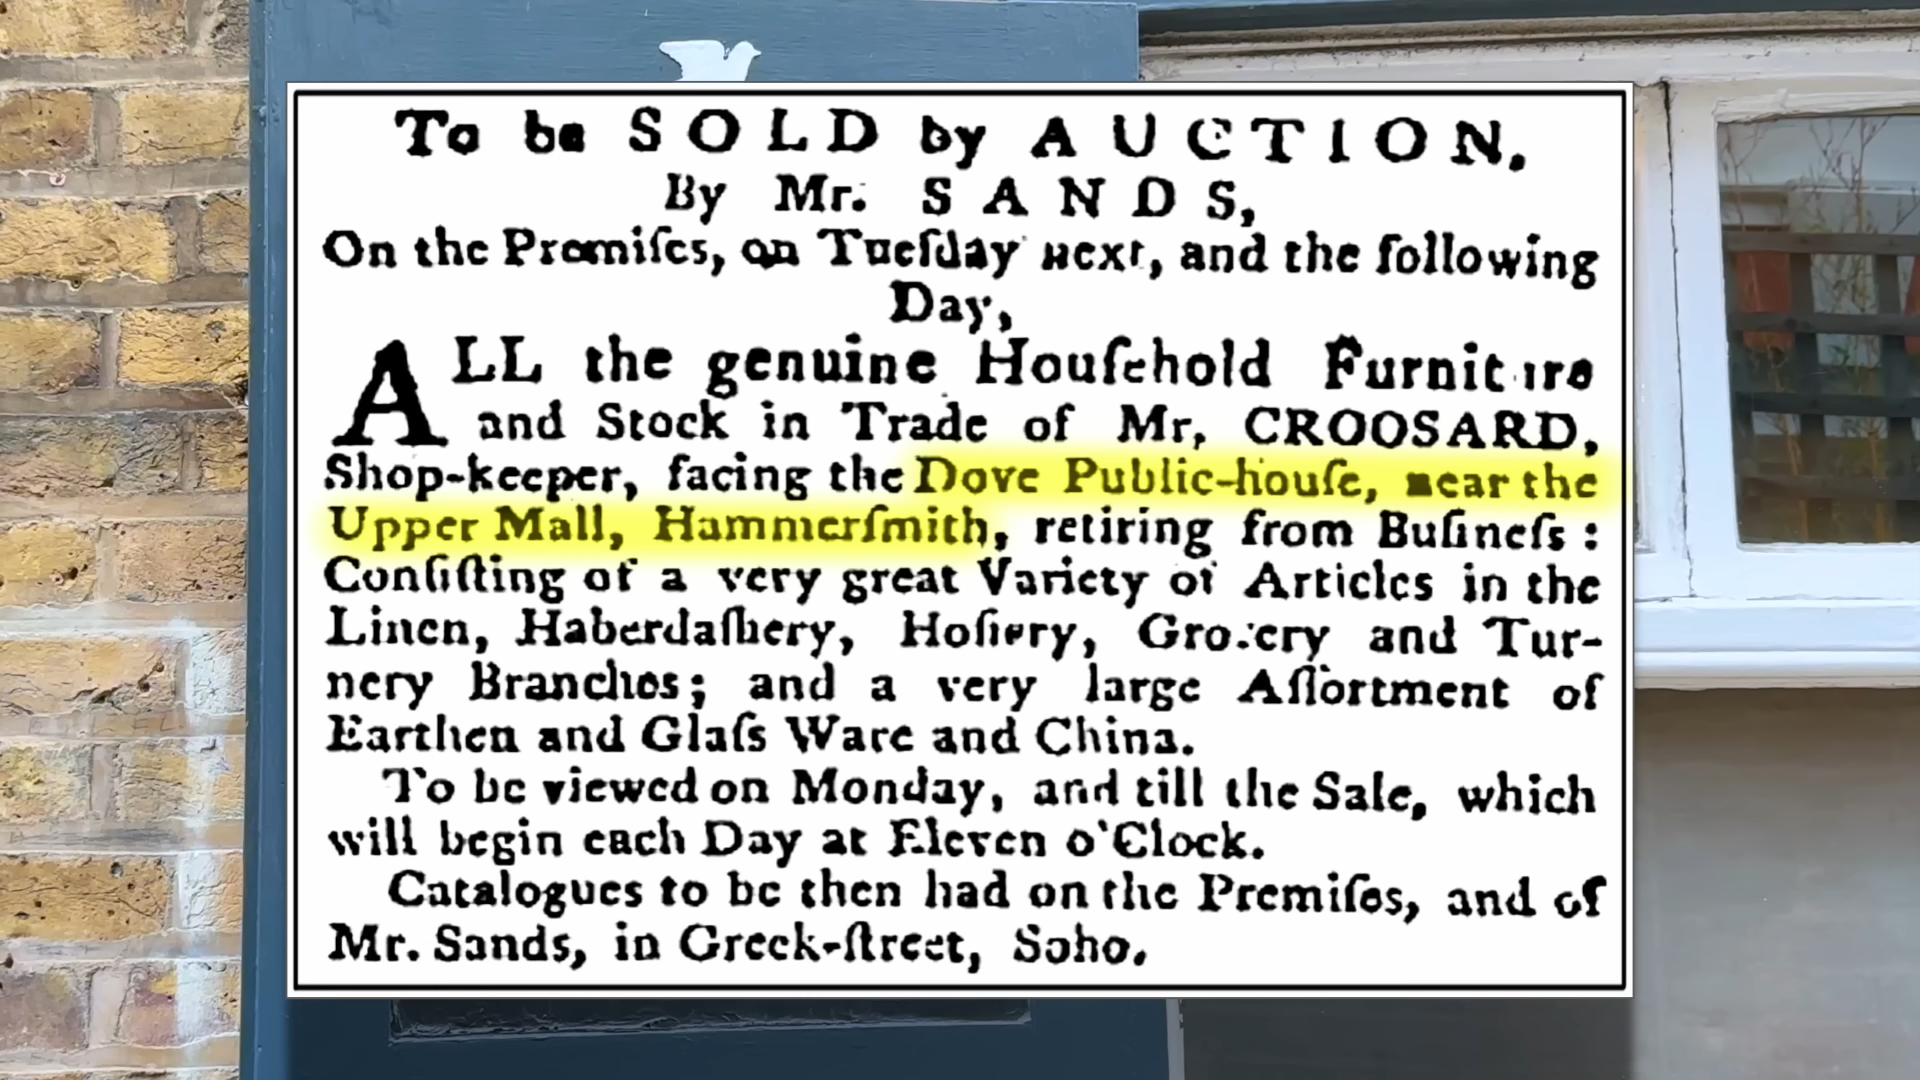 To be SOLD by AUCTION,
By Mr. SANDS,
On the Premiſes, on Tueſday next, and the following
Day,
ALL the genuine Houſehold Furniture
and Stock in Trade of Mr, CROOSARD,
Shop-keeper, facing the Dove Public-houſe, near the
Upper Mall, Hammerſmith, retiring from Buſineſs:
Conſiſting of a very great Variety of Articles in the
Linen, Haberdaſhery, Hoſiery, Grocery and Tur-
nery Branches; and a very large Aſſortment of
Earthen and Glaſs Ware and China.
To be viewed on Monday, and till the Sale, which
will begin each Day at Eleven o'Clock.
Catalogues to be then had on the Premiſes, and of
Mr. Sands, in Greek-ſtreet, Soho.